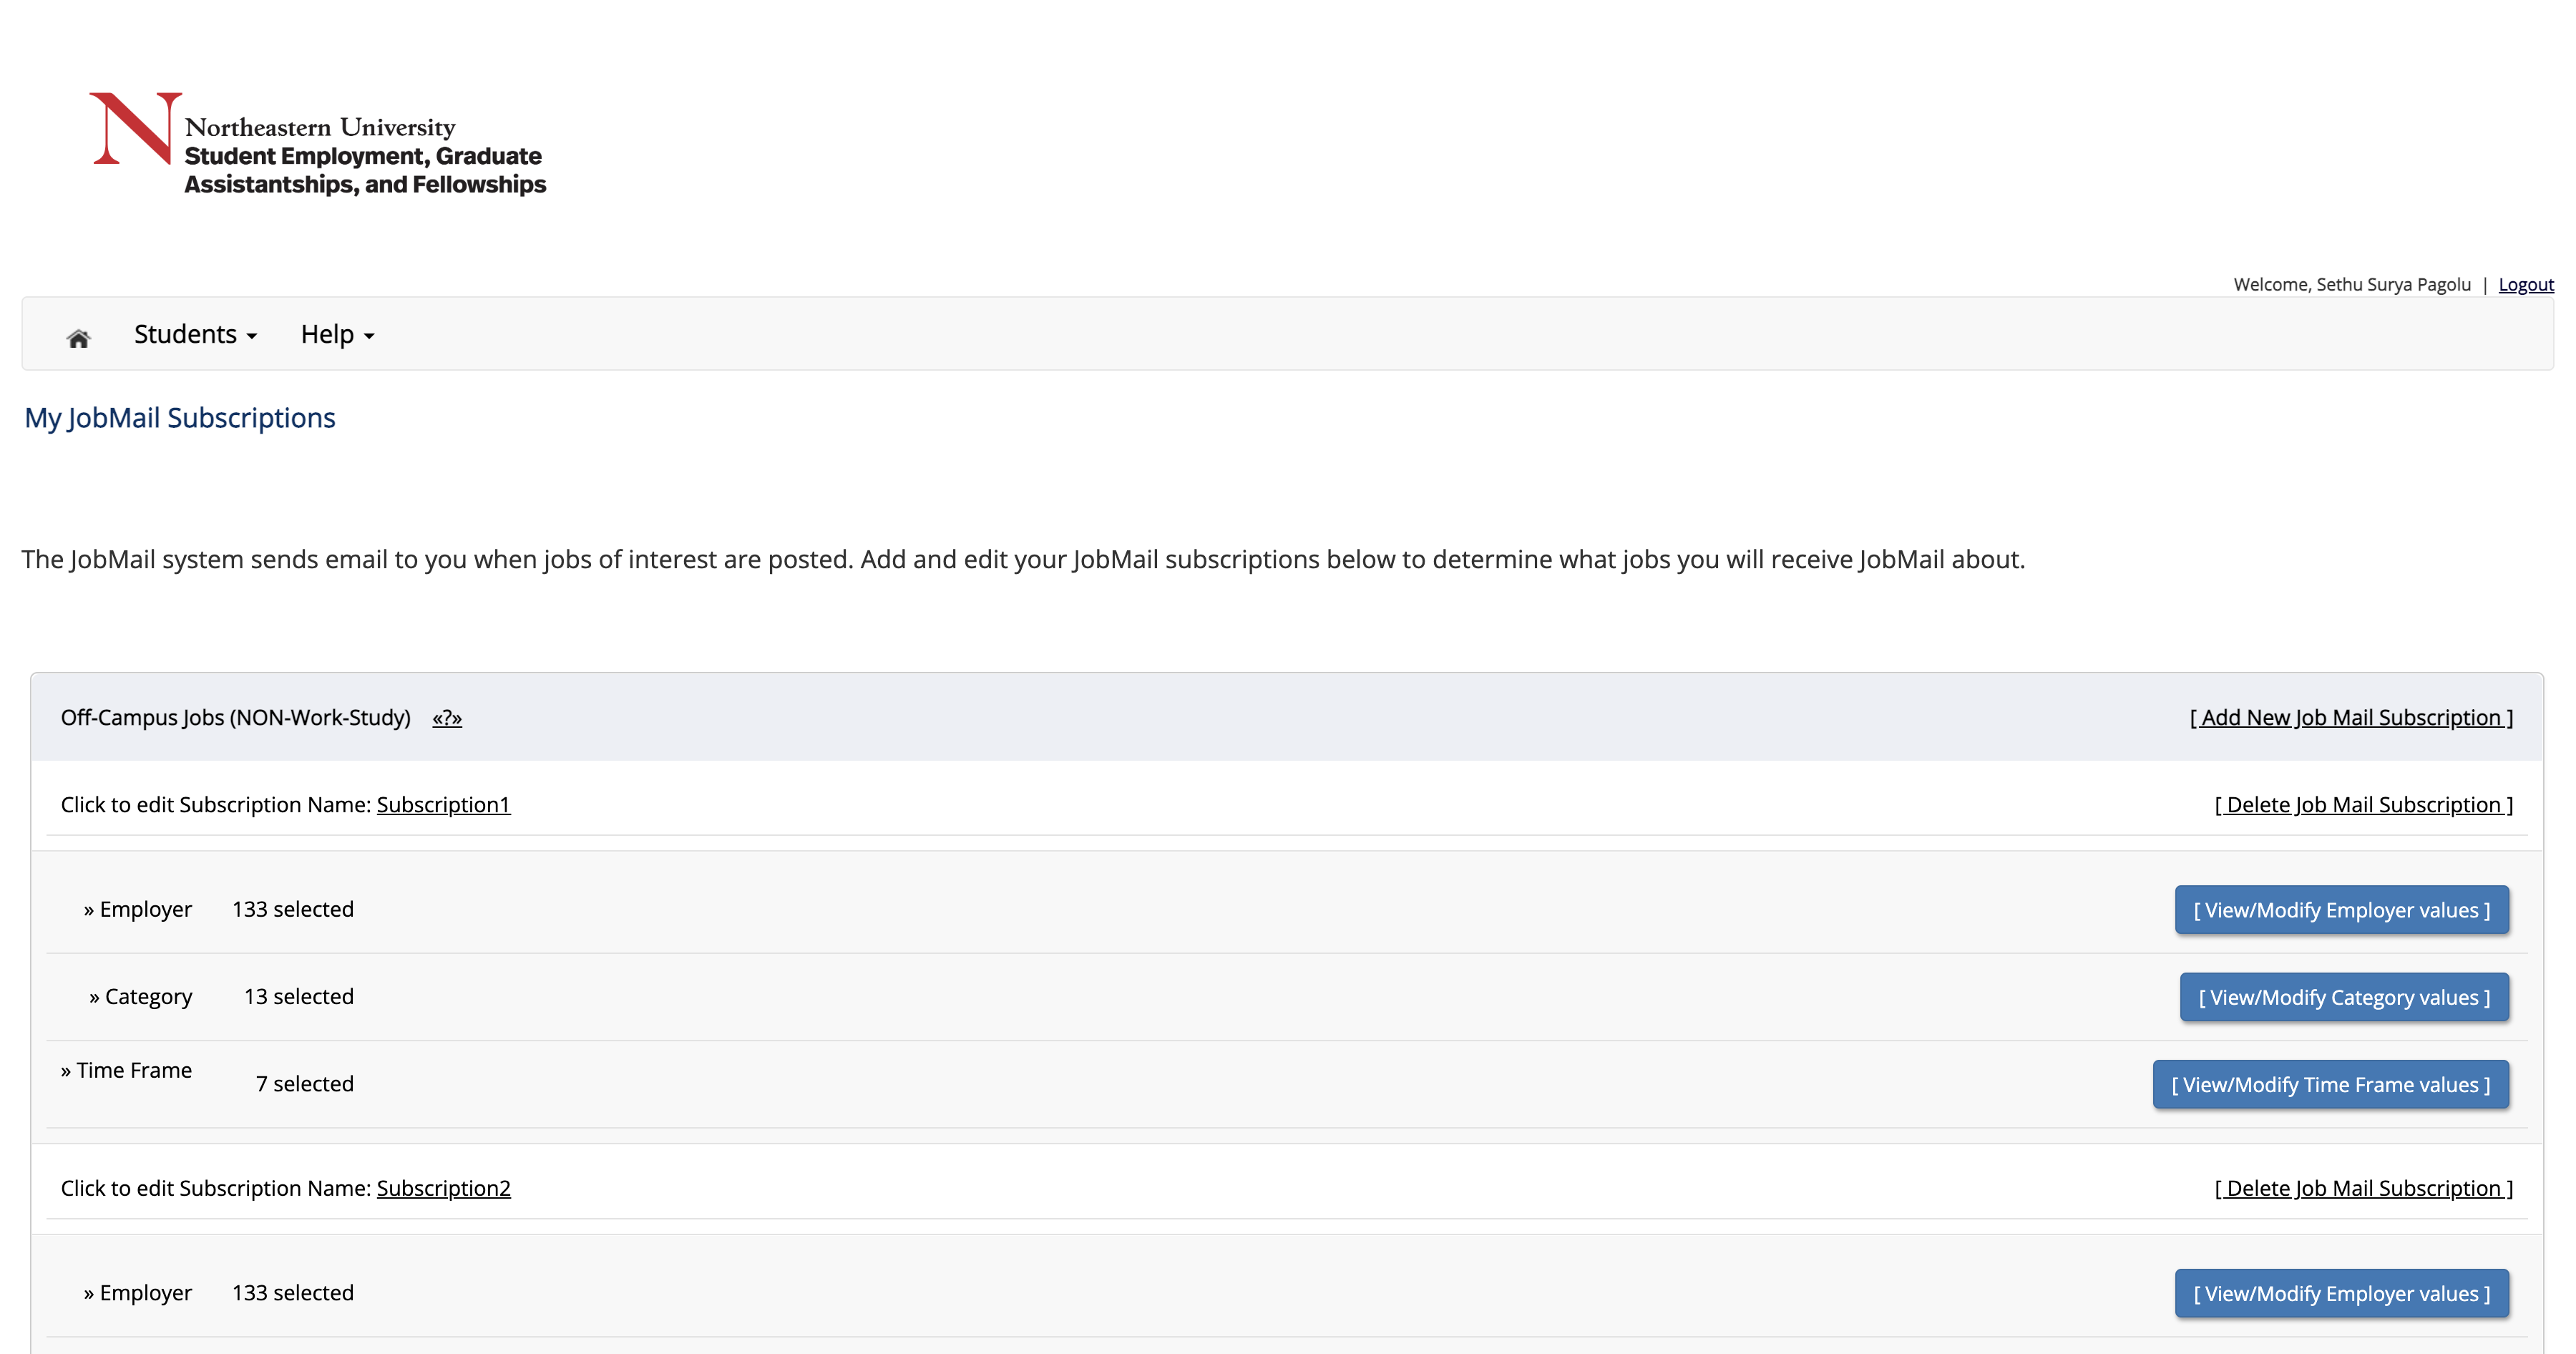 Northeastern University
Student Employment, Graduate
Assistantships, and Fellowships
Welcome, Sethu Surya Pagolu | Logout
Students Help
My JobMail Subscriptions
The JobMail system sends email to you when jobs of interest are posted. Add and edit your JobMail subscriptions below to determine what jobs you will receive JobMail about.
Off-Campus Jobs (NON-Work-Study) «?» [ Add New Job Mail Subscription ]
Click to edit Subscription Name: Subscription1 [ Delete Job Mail Subscription ]
» Employer 133 selected [ View/Modify Employer values ]
» Category 13 selected [ View/Modify Category values ]
» Time Frame 7 selected [ View/Modify Time Frame values ]
Click to edit Subscription Name: Subscription2 [ Delete Job Mail Subscription ]
» Employer 133 selected [ View/Modify Employer values ]